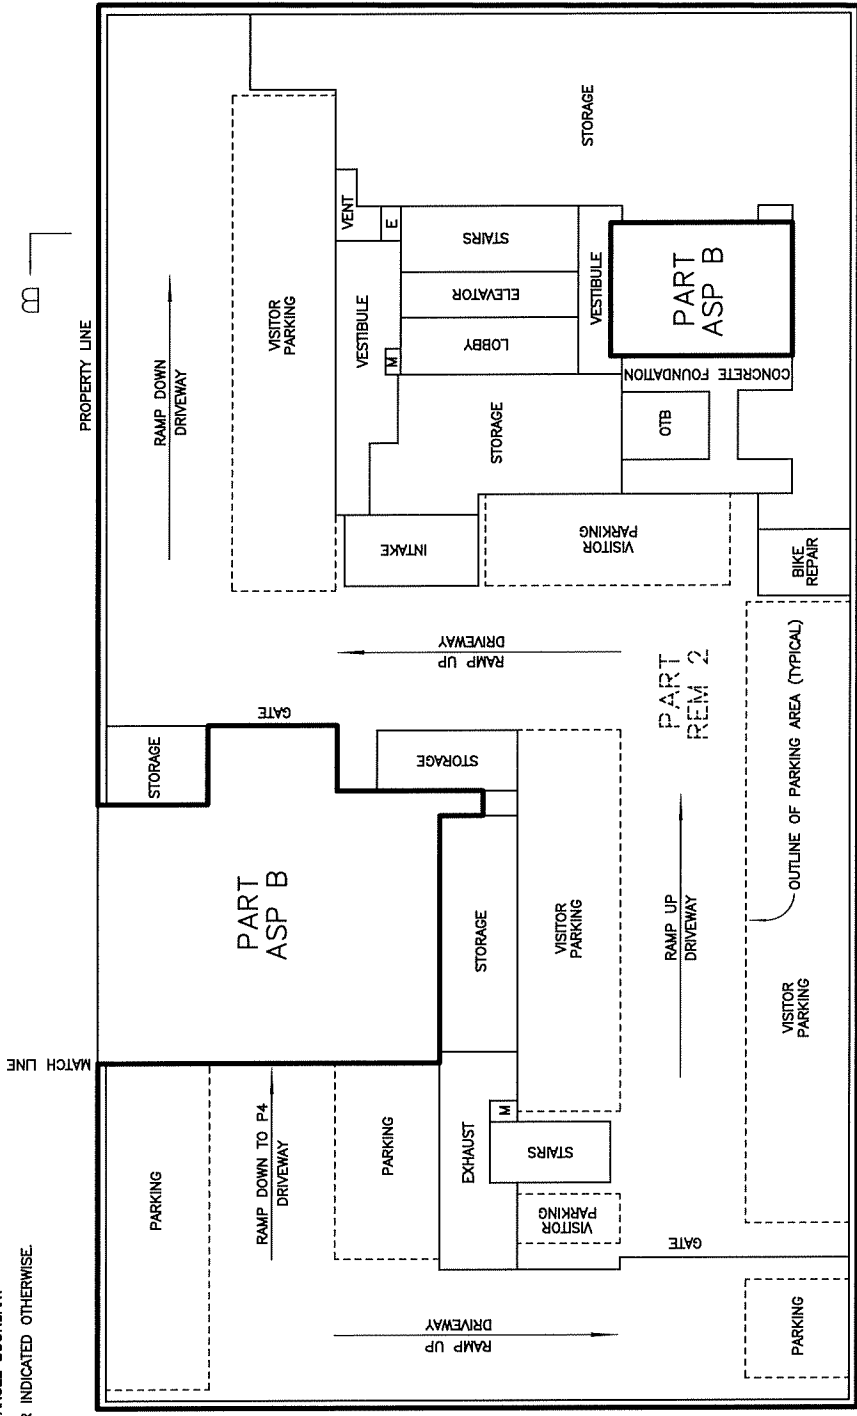 B
PROPERTY LINE
MATCH LINE
R INDICATED OTHERWISE.
RAMP DOWN
DRIVEWAY
VISITOR
PARKING
STORAGE
VENT
E
VESTIBULE
M
STAIRS
ELEVATOR
LOBBY
VESTIBULE
PART
ASP B
CONCRETE FOUNDATION
STORAGE
OTB
INTAKE
VISITOR
PARKING
BIKE
REPAIR
RAMP UP
DRIVEWAY
PART
REM 2
OUTLINE OF PARKING AREA (TYPICAL)
GATE
STORAGE
STORAGE
PART
ASP B
STORAGE
VISITOR
PARKING
RAMP UP
DRIVEWAY
VISITOR
PARKING
PARKING
RAMP DOWN TO P4
DRIVEWAY
PARKING
EXHAUST
M
STAIRS
VISITOR
PARKING
GATE
RAMP UP
DRIVEWAY
PARKING